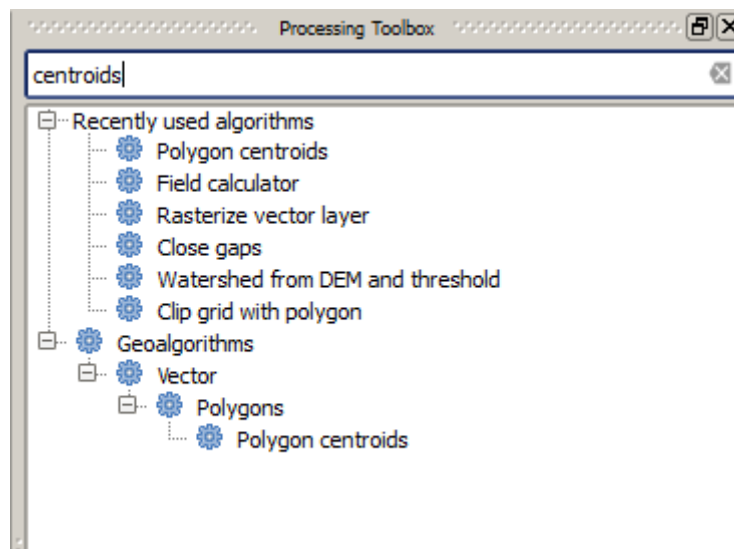 Processing Toolbox
centroids
Recently used algorithms
Polygon centroids
Field calculator
Rasterize vector layer
Close gaps
Watershed from DEM and threshold
Clip grid with polygon
Geoalgorithms
Vector
Polygons
Polygon centroids